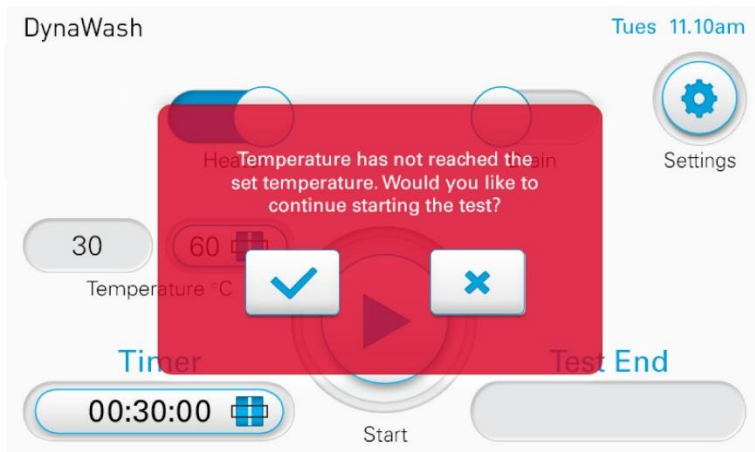 DynaWash
Tues 11.10am
Temperature has not reached the
set temperature. Would you like to
continue starting the test?
Settings
30
60
Temperature °C
Timer
Test End
00:30:00
Start